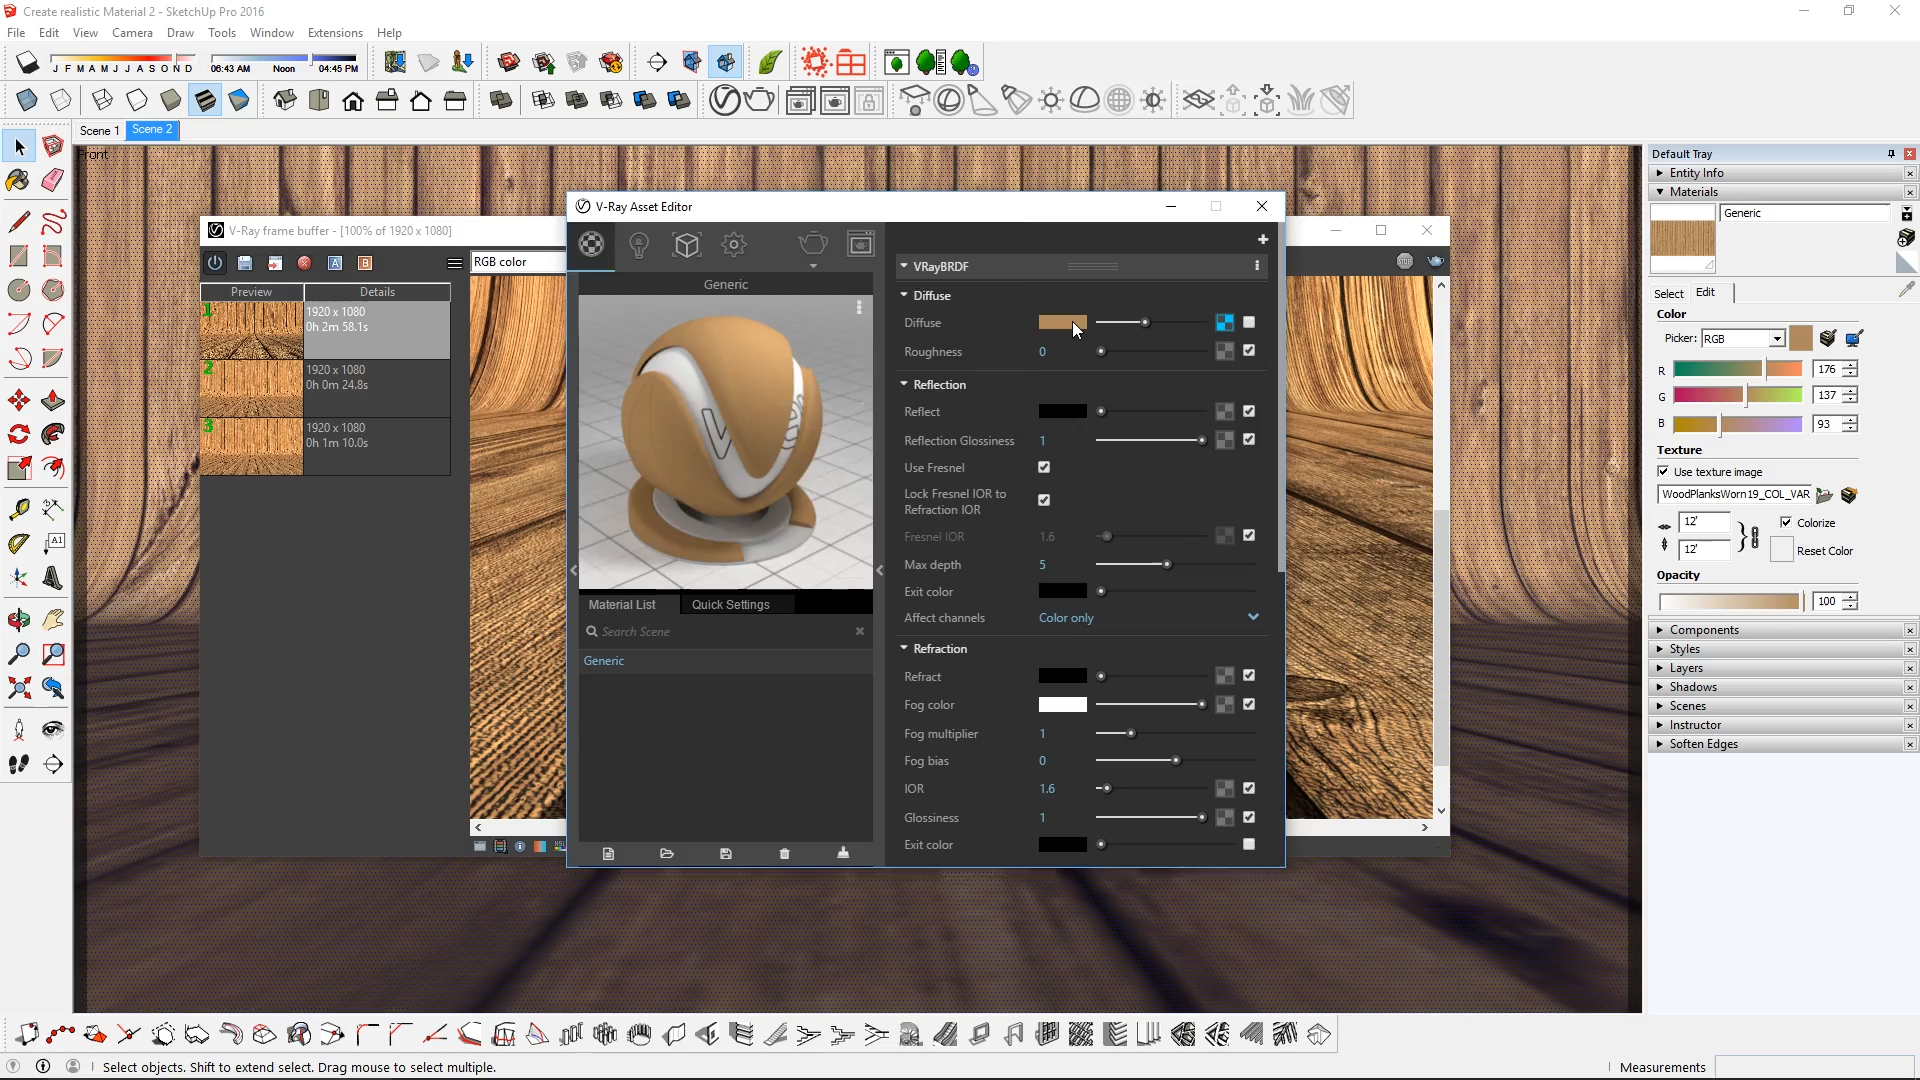 Create realistic Material 2 - SketchUp Pro 2016
File Edit View Camera Draw Tools Window Extensions Help
J F M A M J J A S O N D 06:43 AM Noon 04:45 PM
Scene 1 Scene 2
Front
Default Tray
Entity Info
Materials
Generic
Select Edit
Color
Picker: RGB
R 176
G 137
B 93
Texture
Use texture image
WoodPlanksWorn19_COL_VAR
12'
Colorize
12'
Reset Color
Opacity
100
Components
Styles
Layers
Shadows
Scenes
Instructor
Soften Edges
V-Ray frame buffer - [100% of 1920 x 1080]
RGB color
Preview Details
1 1920 x 1080
0h 2m 58.1s
2 1920 x 1080
0h 0m 24.8s
3 1920 x 1080
0h 1m 10.0s
STOP
V-Ray Asset Editor
Generic
Material List Quick Settings
Search Scene
Generic
VRayBRDF
Diffuse
Diffuse
Roughness 0
Reflection
Reflect
Reflection Glossiness 1
Use Fresnel
Lock Fresnel IOR to
Refraction IOR
Fresnel IOR 1.6
Max depth 5
Exit color
Affect channels Color only
Refraction
Refract
Fog color
Fog multiplier 1
Fog bias 0
IOR 1.6
Glossiness 1
Exit color
Select objects. Shift to extend select. Drag mouse to select multiple.
Measurements